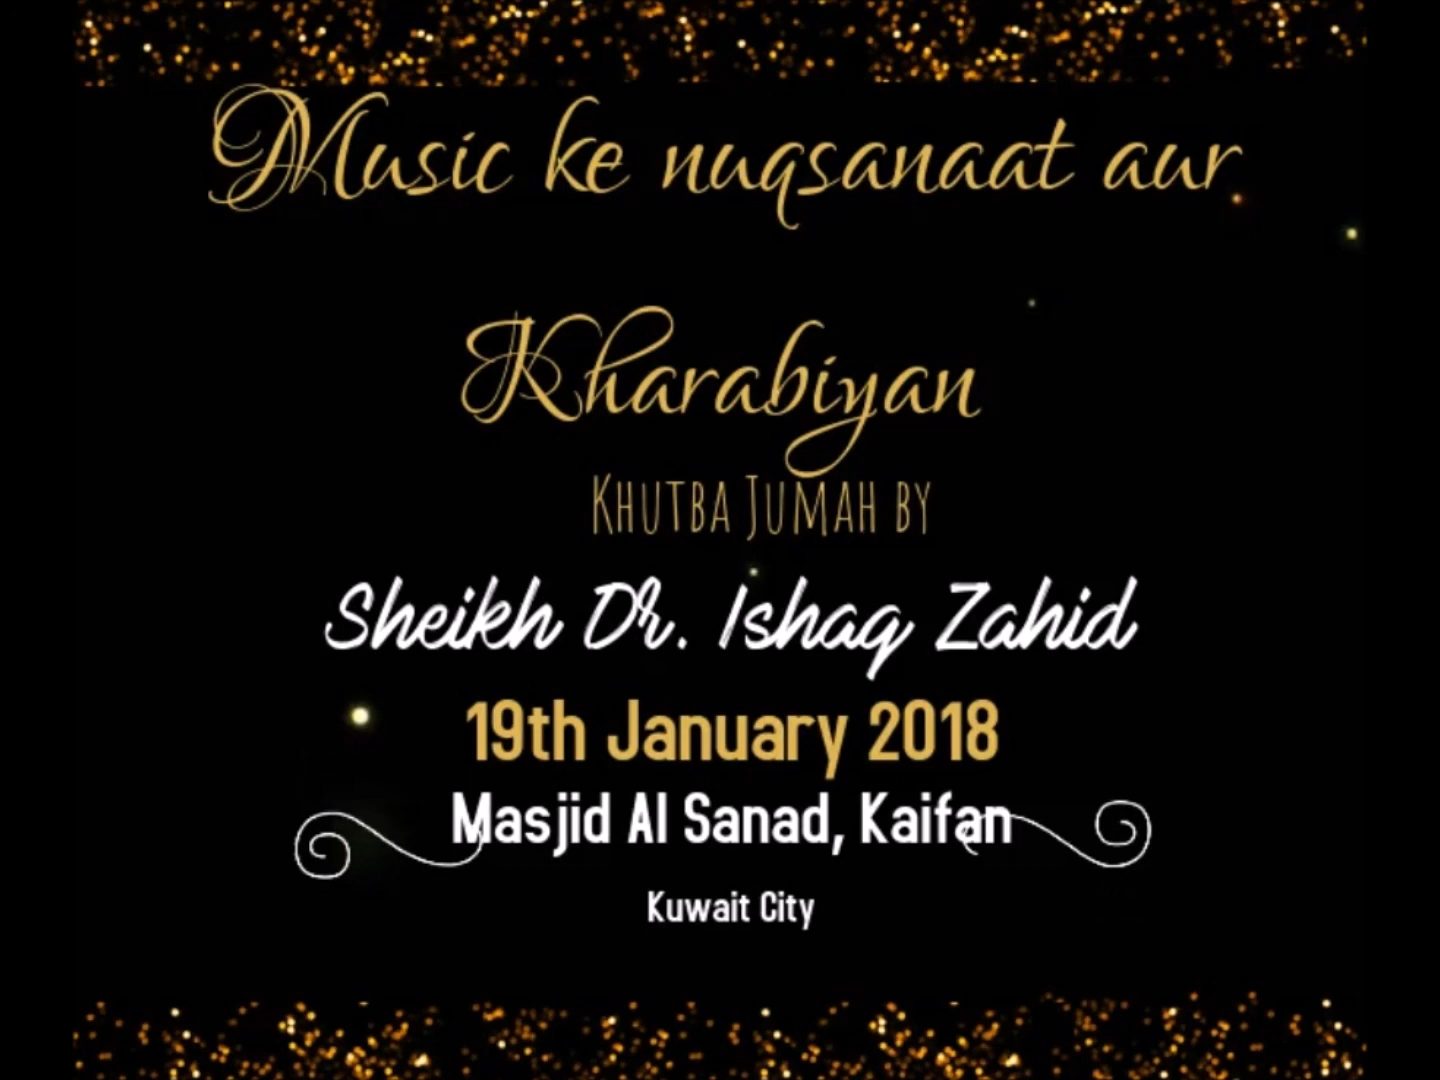 Music ke nuqsanaat aur
Kharabiyan
KHUTBA JUMAH BY
Sheikh Dr. Ishaq Zahid
19th January 2018
Masjid Al Sanad, Kaifan
Kuwait City